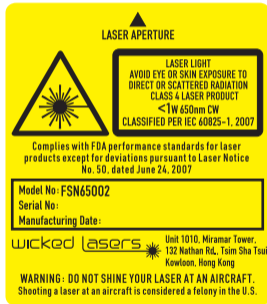 LASER APERTURE
LASER LIGHT
AVOID EYE OR SKIN EXPOSURE TO
DIRECT OR SCATTERED RADIATION
CLASS 4 LASER PRODUCT
<1W 650nm CW
CLASSIFIED PER IEC 60825-1, 2007
Complies with FDA performance standards for laser
products except for deviations pursuant to Laser Notice
No. 50, dated June 24, 2007
Model No: FSN65002
Serial No:
Manufacturing Date:
wicked lasers
Unit 1010, Miramar Tower,
132 Nathan Rd., Tsim Sha Tsui
Kowloon, Hong Kong
WARNING: DO NOT SHINE YOUR LASER AT AN AIRCRAFT.
Shooting a laser at an aircraft is considered a felony in the U.S.